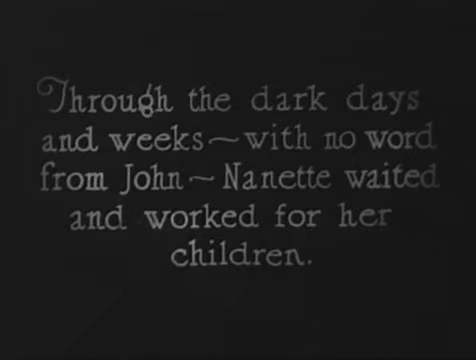 Through the dark days
and weeks~with no word
from John~Nanette waited
and worked for her
children.